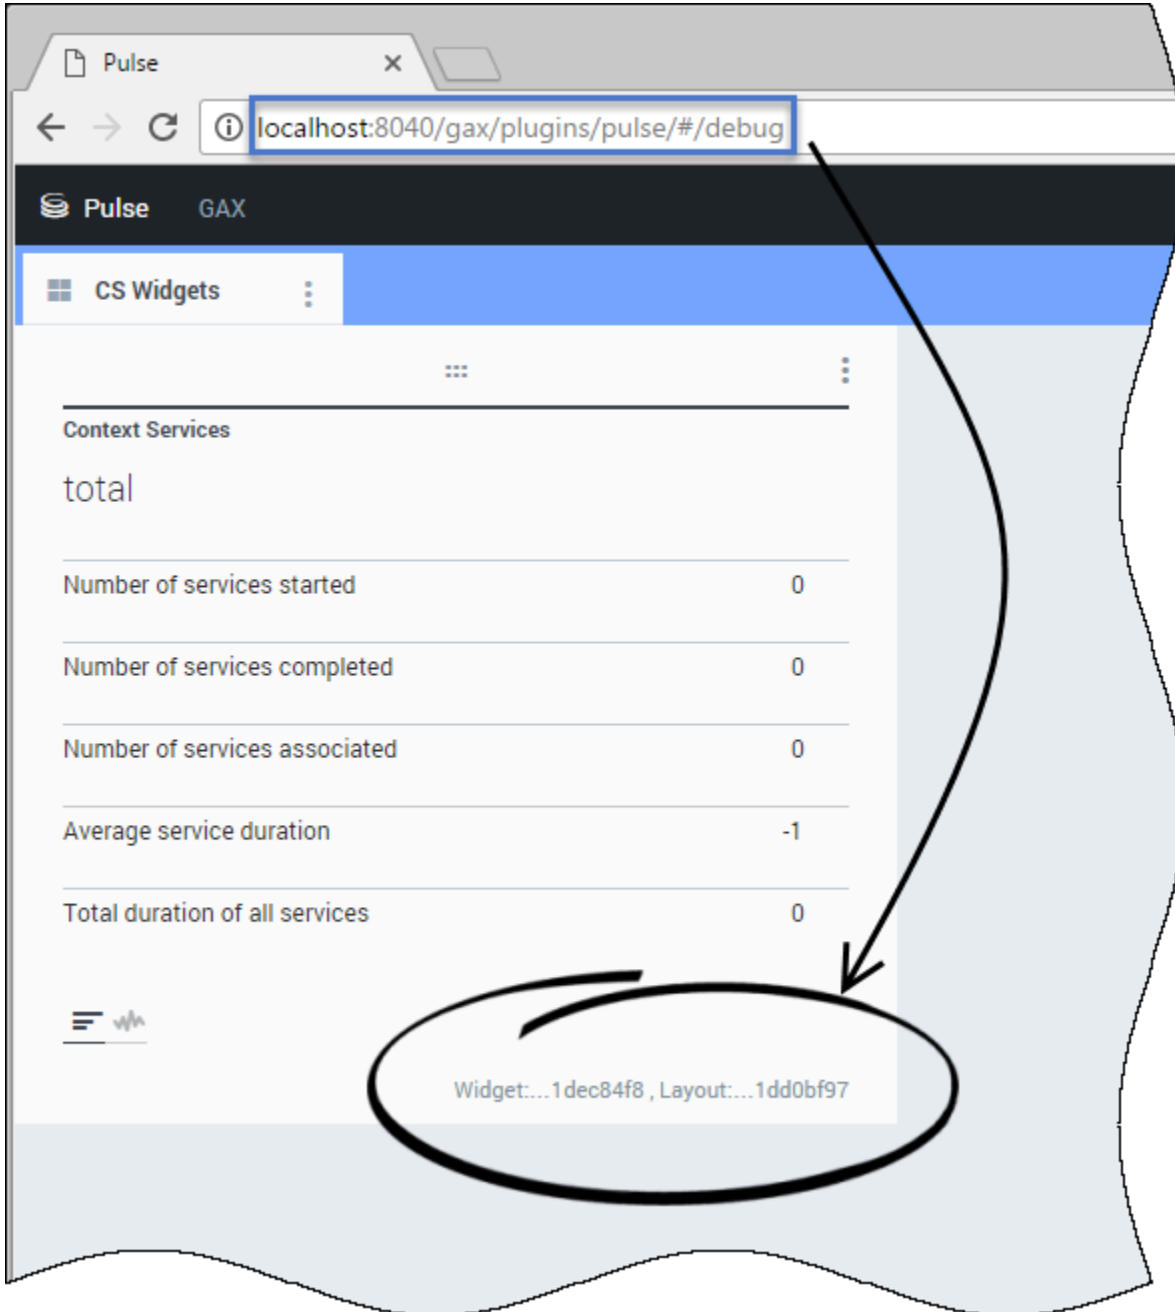 Pulse
localhost:8040/gax/plugins/pulse/#/debug
Pulse GAX
CS Widgets
Context Services
total
Number of services started 0
Number of services completed 0
Number of services associated 0
Average service duration -1
Total duration of all services 0
Widget:...1dec84f8 , Layout:...1dd0bf97